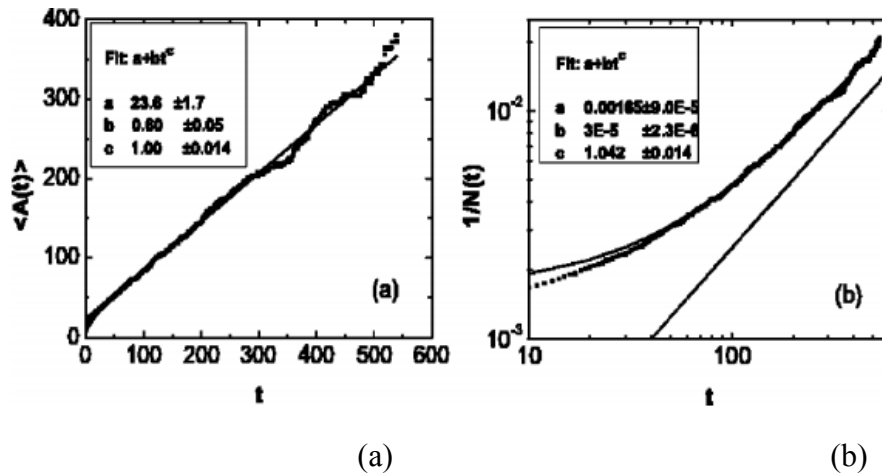 400
300
200
100
0
<A(t)>
Fit: a+bt^c
a 23.6 ±1.7
b 0.60 ±0.05
c 1.00 ±0.014
(a)
0 100 200 300 400 500 600
t
10^-2
10^-3
1/N(t)
Fit: a+bt^c
a 0.00165±9.0E-5
b 3E-5 ±2.3E-6
c 1.042 ±0.014
(b)
10 100
t
(a) (b)